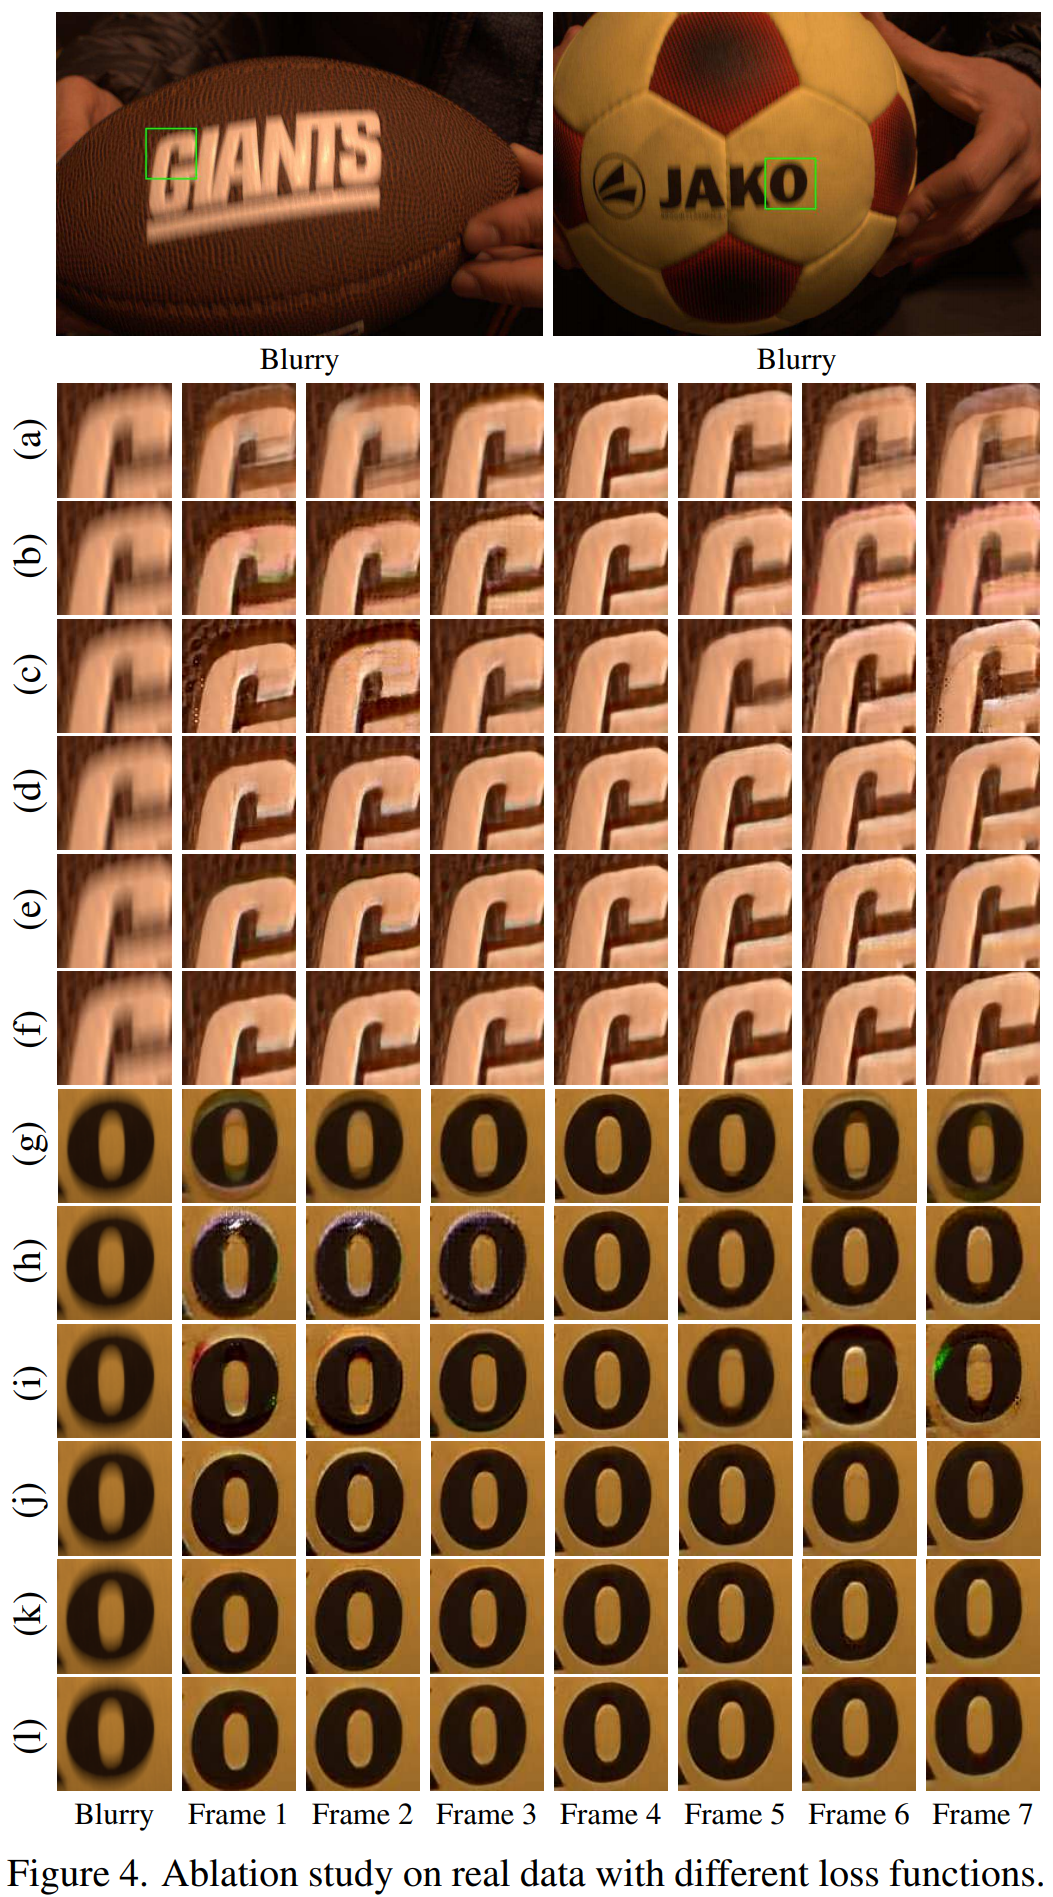 GIANTS
JAKO
Blurry Blurry
(a)
(b)
(c)
(d)
(e)
(f)
(g)
(h)
(i)
(j)
(k)
(l)
Blurry Frame 1 Frame 2 Frame 3 Frame 4 Frame 5 Frame 6 Frame 7
Figure 4. Ablation study on real data with different loss functions.